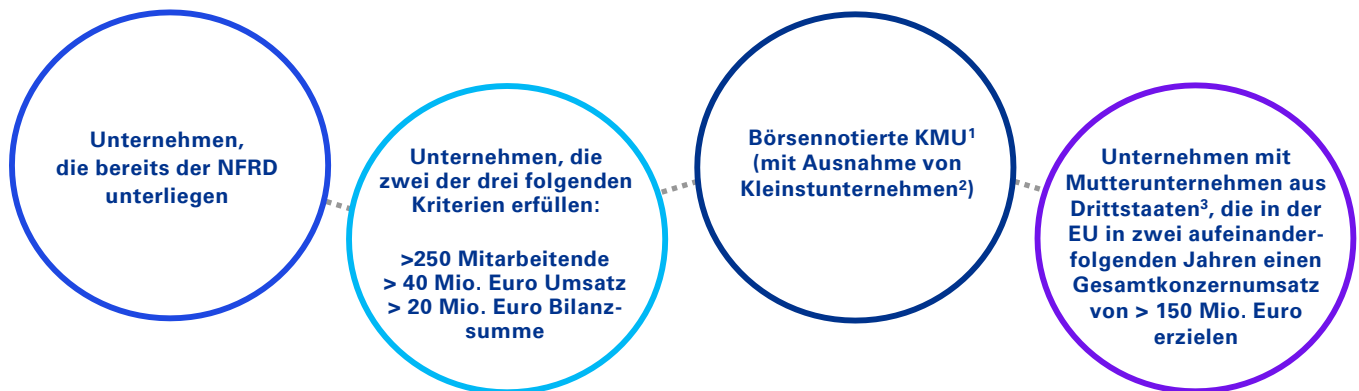 Unternehmen,
die bereits der NFRD
unterliegen
Unternehmen, die
zwei der drei folgenden
Kriterien erfüllen:
>250 Mitarbeitende
> 40 Mio. Euro Umsatz
> 20 Mio. Euro Bilanz-
summe
Börsennotierte KMU¹
(mit Ausnahme von
Kleinstunternehmen²)
Unternehmen mit
Mutterunternehmen aus
Drittstaaten³, die in der
EU in zwei aufeinander-
folgenden Jahren einen
Gesamtkonzernumsatz
von > 150 Mio. Euro
erzielen